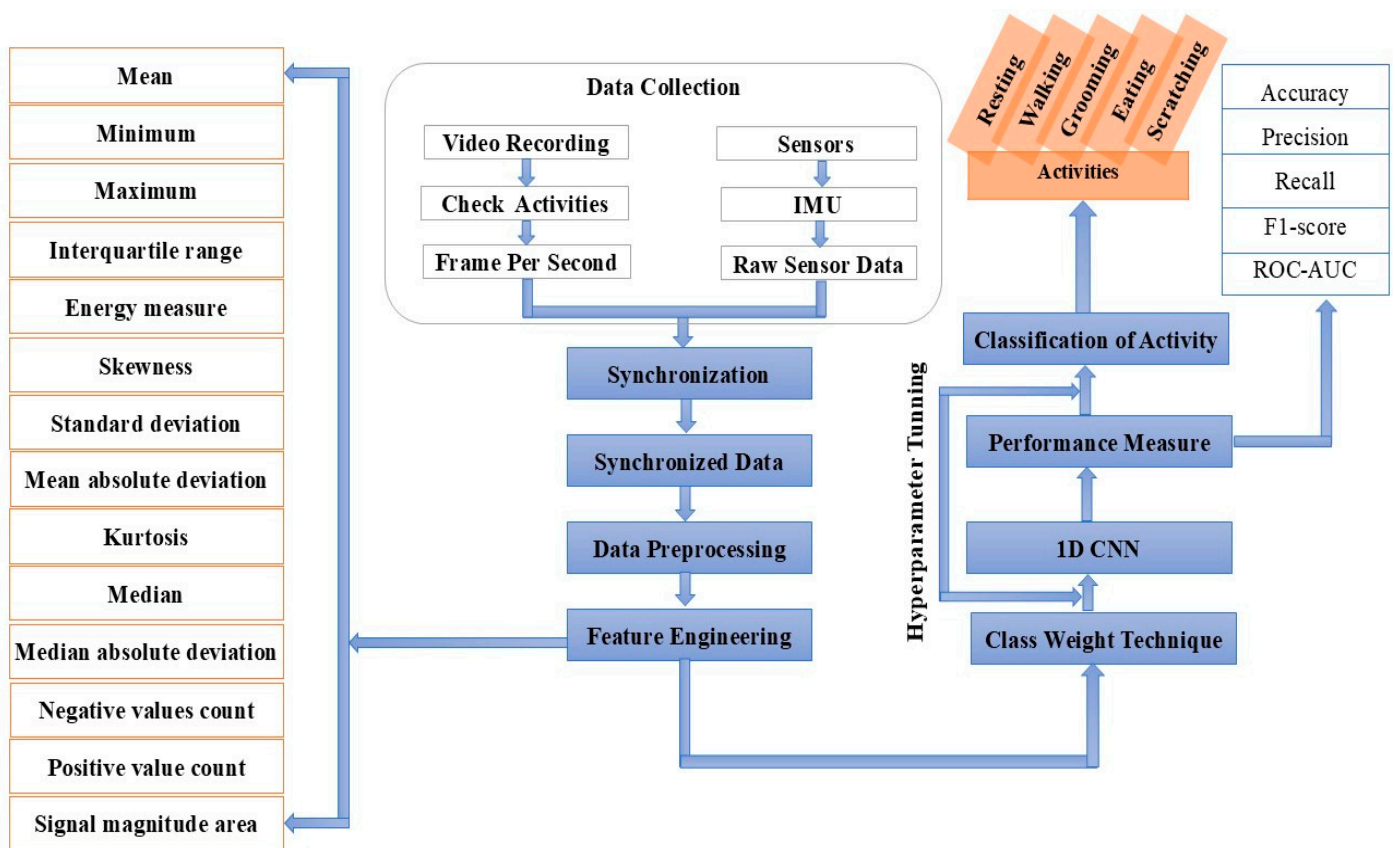 Mean
Minimum
Maximum
Interquartile range
Energy measure
Skewness
Standard deviation
Mean absolute deviation
Kurtosis
Median
Median absolute deviation
Negative values count
Positive value count
Signal magnitude area
Data Collection
Video Recording
Check Activities
Frame Per Second
Sensors
IMU
Raw Sensor Data
Synchronization
Synchronized Data
Data Preprocessing
Feature Engineering
Resting
Walking
Grooming
Eating
Scratching
Activities
Classification of Activity
Performance Measure
1D CNN
Class Weight Technique
Hyperparameter Tunning
Accuracy
Precision
Recall
F1-score
ROC-AUC